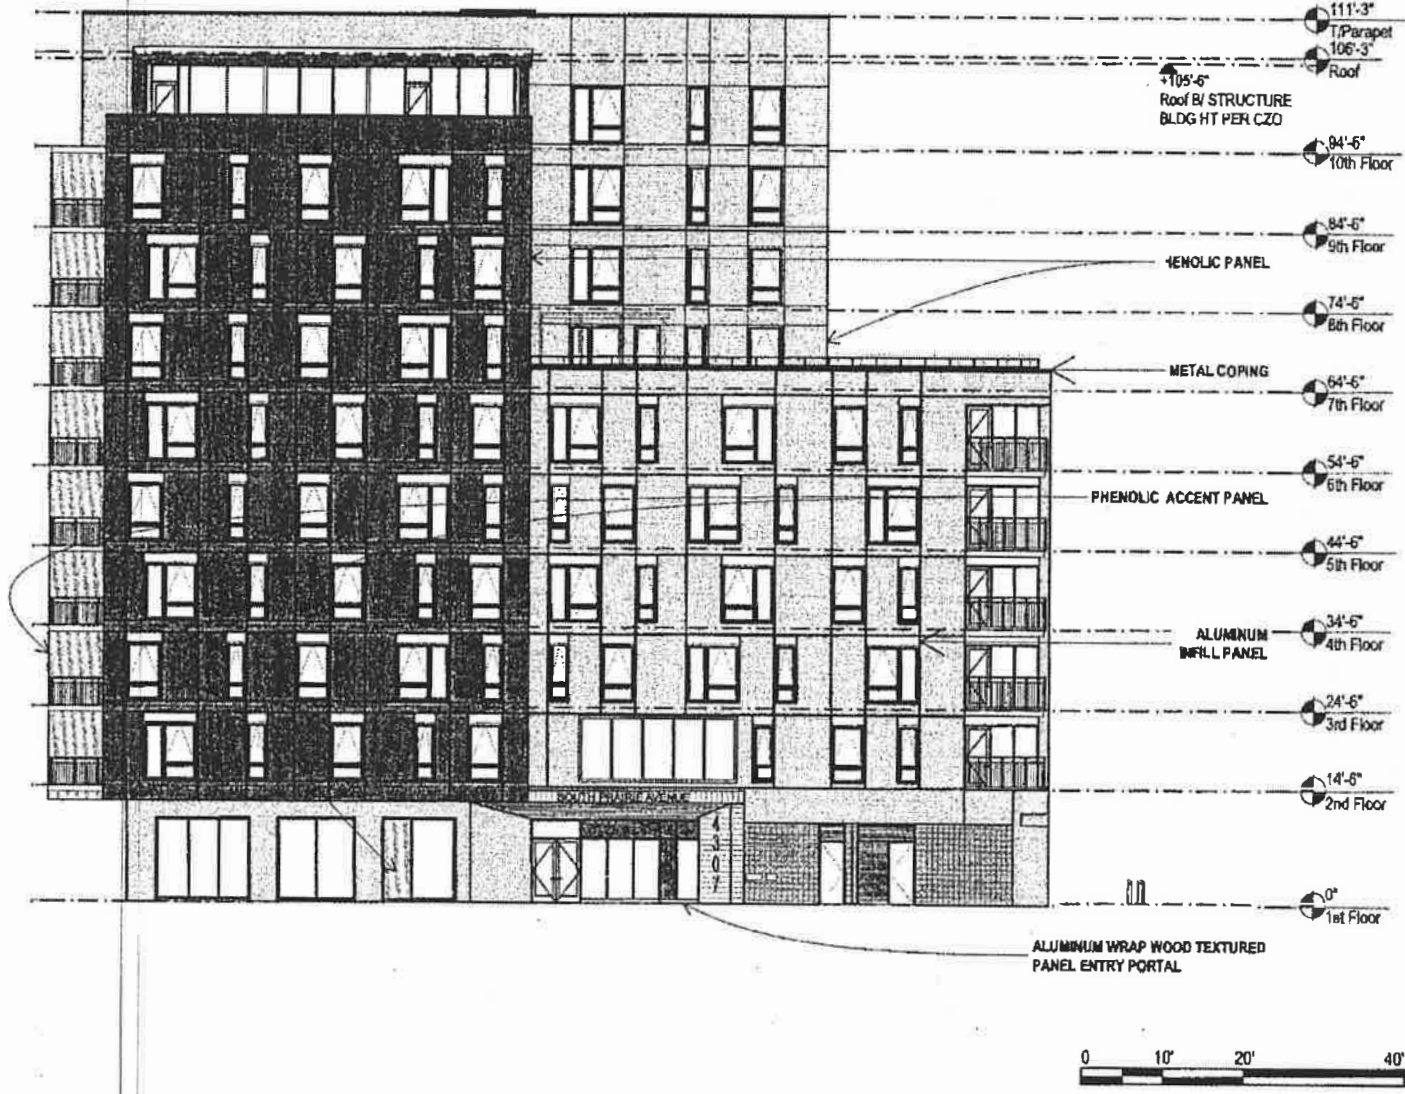 111'-3"
T/Parapet
106'-3"
Roof
+105'-6"
Roof B/ STRUCTURE
BLDG HT PER CZO
94'-6"
10th Floor
84'-6"
9th Floor
HENOLIC PANEL
74'-6"
8th Floor
METAL COPING
64'-6"
7th Floor
54'-6"
6th Floor
PHENOLIC ACCENT PANEL
44'-6"
5th Floor
34'-6"
4th Floor
ALUMINUM
INFILL PANEL
24'-6"
3rd Floor
14'-6"
2nd Floor
SOUTH PRAIRIE AVENUE
4
3
0
7
0"
1st Floor
ALUMINUM WRAP WOOD TEXTURED
PANEL ENTRY PORTAL
0 10' 20' 40'